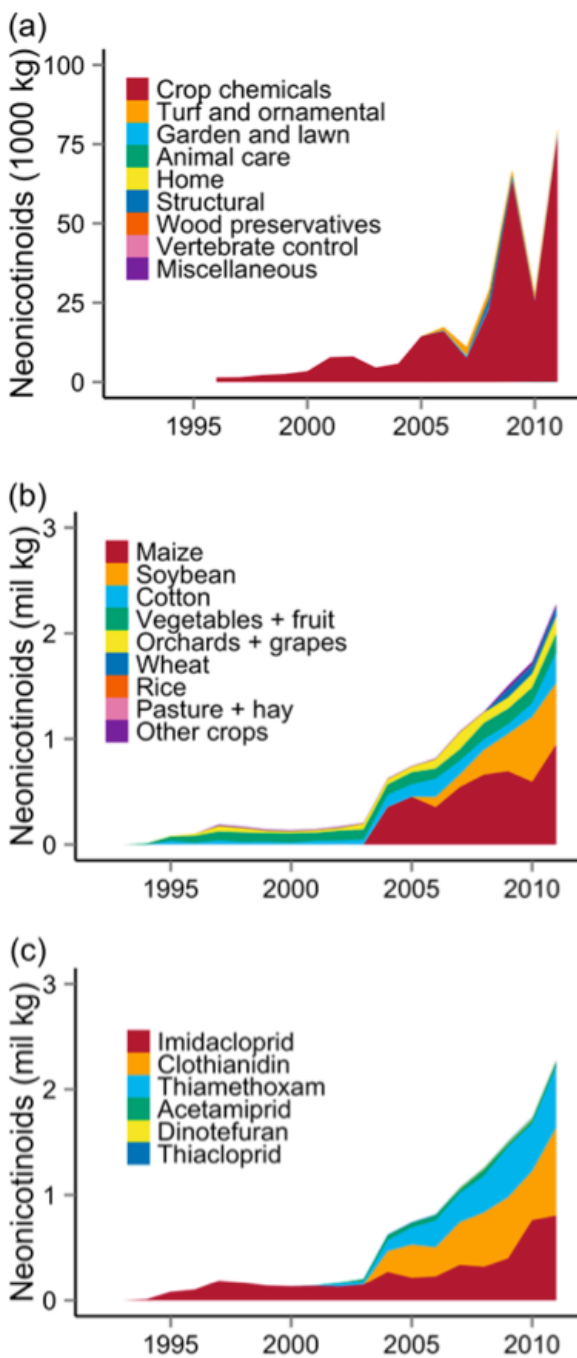 (a)
Neonicotinoids (1000 kg)
100
75
50
25
0
Crop chemicals
Turf and ornamental
Garden and lawn
Animal care
Home
Structural
Wood preservatives
Vertebrate control
Miscellaneous
1995 2000 2005 2010
(b)
Neonicotinoids (mil kg)
3
2
1
0
Maize
Soybean
Cotton
Vegetables + fruit
Orchards + grapes
Wheat
Rice
Pasture + hay
Other crops
1995 2000 2005 2010
(c)
Neonicotinoids (mil kg)
3
2
1
0
Imidacloprid
Clothianidin
Thiamethoxam
Acetamiprid
Dinotefuran
Thiacloprid
1995 2000 2005 2010